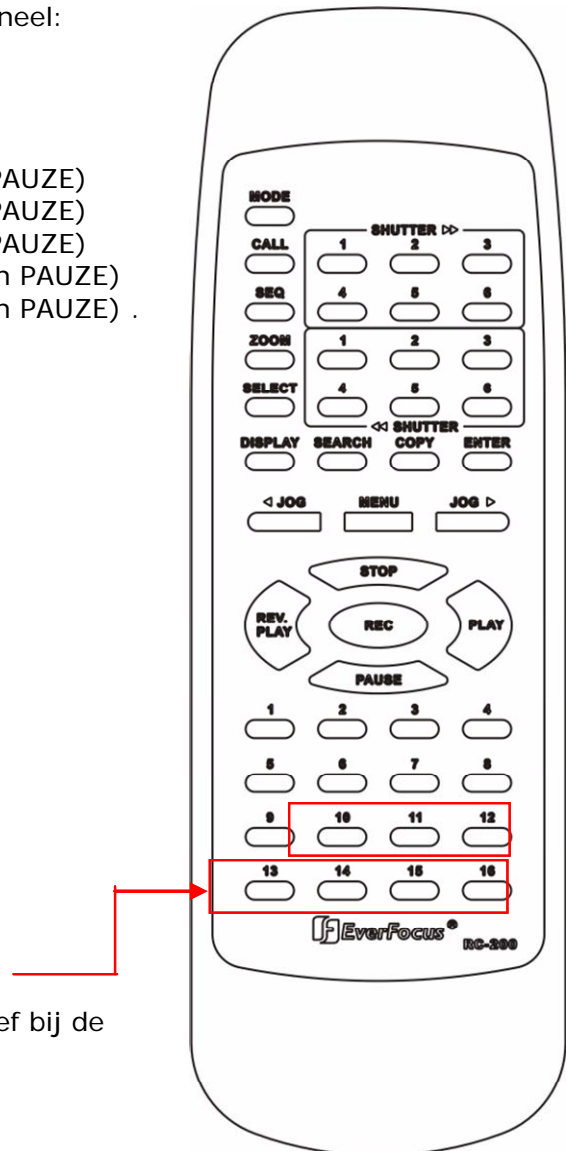 neel:
PAUZE)
PAUZE)
PAUZE)
n PAUZE)
n PAUZE) .
MODE
SHUTTER
CALL 1 2 3
SEQ 4 5 6
ZOOM 1 2 3
SELECT 4 5 6
SHUTTER
DISPLAY SEARCH COPY ENTER
JOG MENU JOG
STOP
REV.
PLAY REC PLAY
PAUSE
1 2 3 4
5 6 7 8
9 10 11 12
13 14 15 16
EverFocus®
RC-200
ef bij de